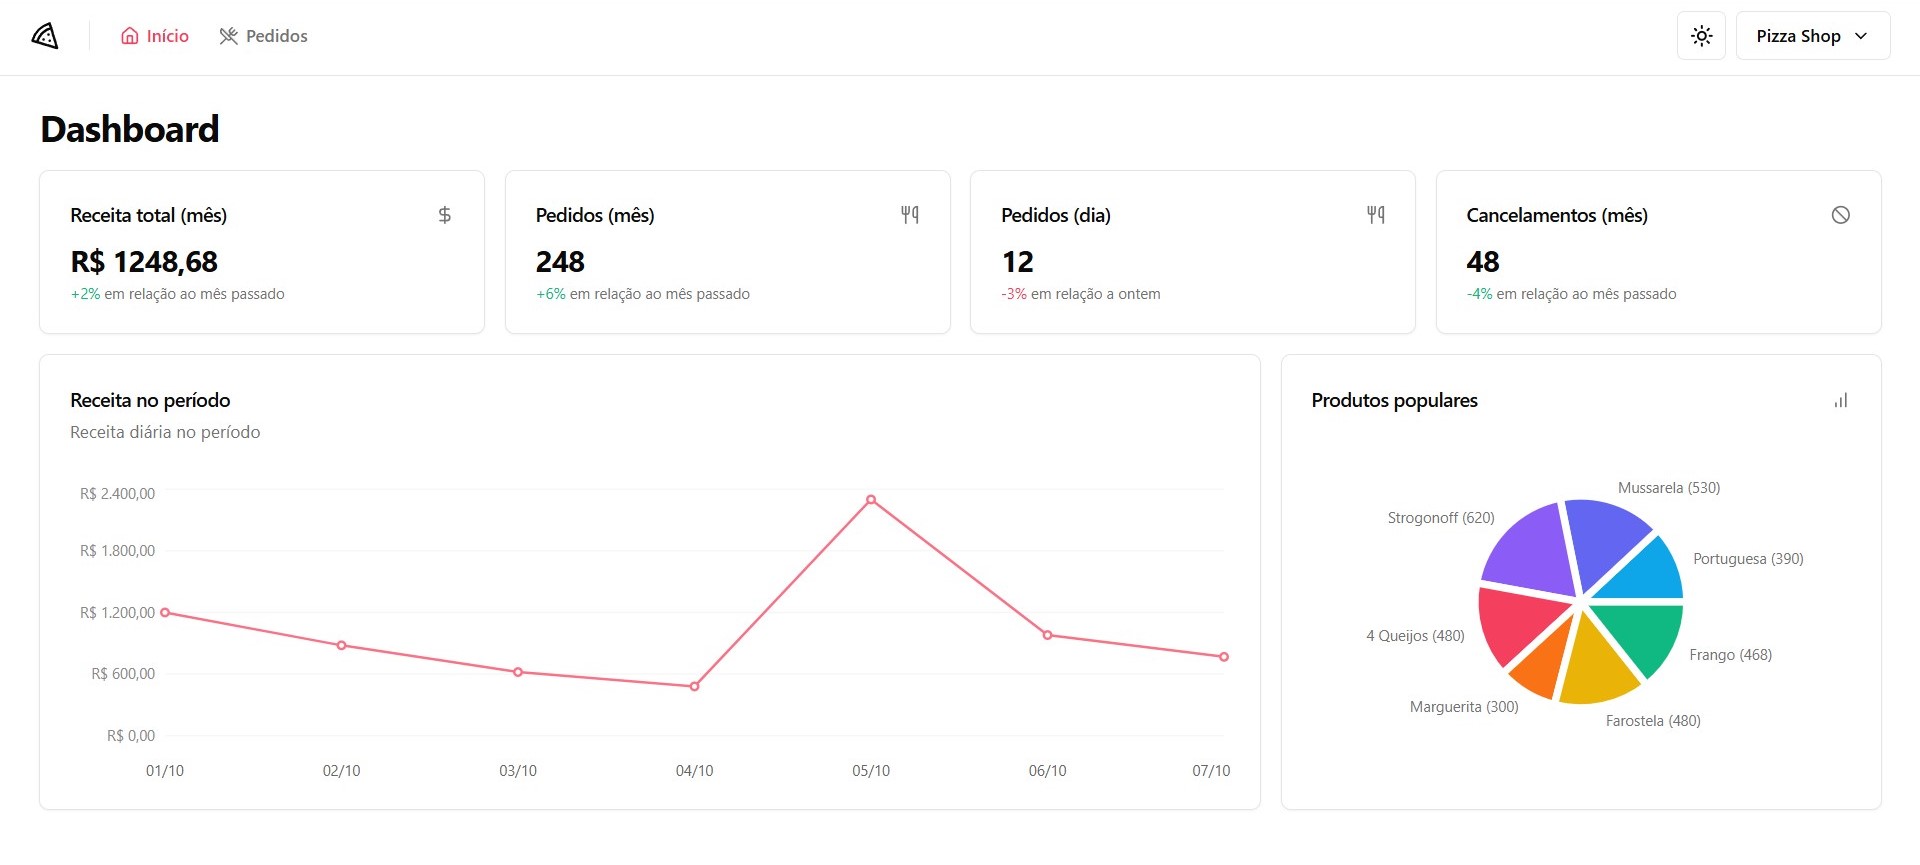 Início
Pedidos
Pizza Shop
Dashboard
Receita total (mês)
R$ 1248,68
+2% em relação ao mês passado
Pedidos (mês)
248
+6% em relação ao mês passado
Pedidos (dia)
12
-3% em relação a ontem
Cancelamentos (mês)
48
-4% em relação ao mês passado
Receita no período
Receita diária no período
R$ 2.400,00
R$ 1.800,00
R$ 1.200,00
R$ 600,00
R$ 0,00
01/10
02/10
03/10
04/10
05/10
06/10
07/10
Produtos populares
Mussarela (530)
Strogonoff (620)
Portuguesa (390)
4 Queijos (480)
Frango (468)
Marguerita (300)
Farostela (480)